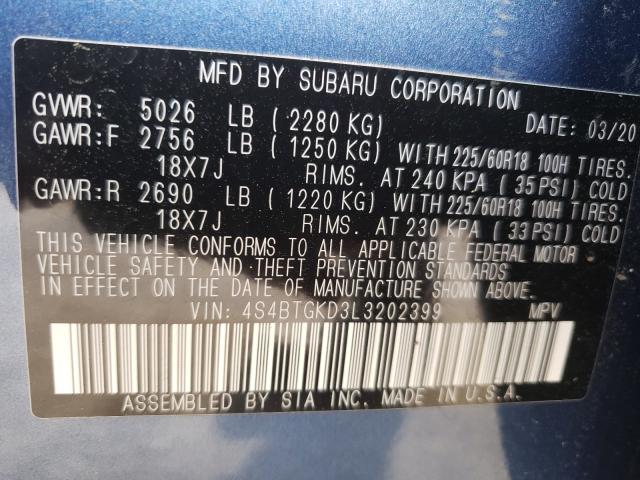 MFD BY SUBARU CORPORATION
GVWR: 5026 LB (2280 KG) DATE: 03/20
GAWR:F 2756 LB (1250 KG) WITH 225/60R18 100H TIRES.
18X7J RIMS. AT 240 KPA (35 PSI) COLD
GAWR:R 2690 LB (1220 KG) WITH 225/60R18 100H TIRES.
18X7J RIMS. AT 230 KPA (33 PSI) COLD
THIS VEHICLE CONFORMS TO ALL APPLICABLE FEDERAL MOTOR
VEHICLE SAFETY AND THEFT PREVENTION STANDARDS
IN EFFECT ON THE DATE OF MANUFACTURE SHOWN ABOVE.
VIN: 4S4BTGKD3L3202399 MPV
ASSEMBLED BY SIA INC. MADE IN U.S.A.